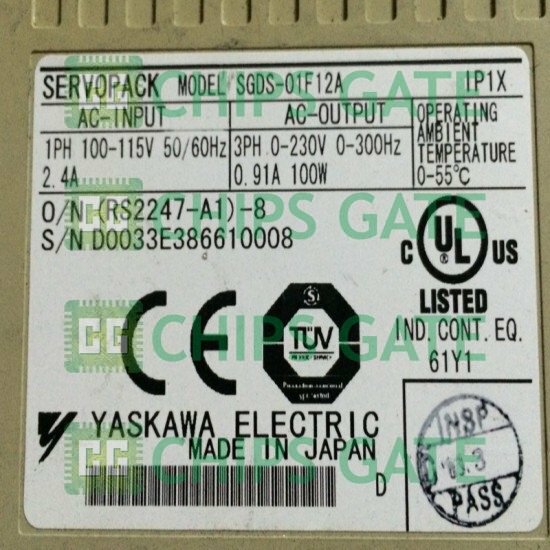 SERVOPACK MODEL SGDS-01F12A IP1X
AC-INPUT AC-OUTPUT OPERATING AMBIENT TEMPERATURE 0-55℃
1PH 100-115V 50/60Hz 3PH 0-230V 0-300Hz
2.4A 0.91A 100W
O/N (RS2247-A1)-8
S/N D0033E386610008
C UL US
LISTED
IND. CONT. EQ.
61Y1
CE
S
TÜV
YASKAWA ELECTRIC
MADE IN JAPAN
D
INSP
PASS
CHIPS GATE
CHIPS GATE
CHIPS GATE
CHIPS GATE